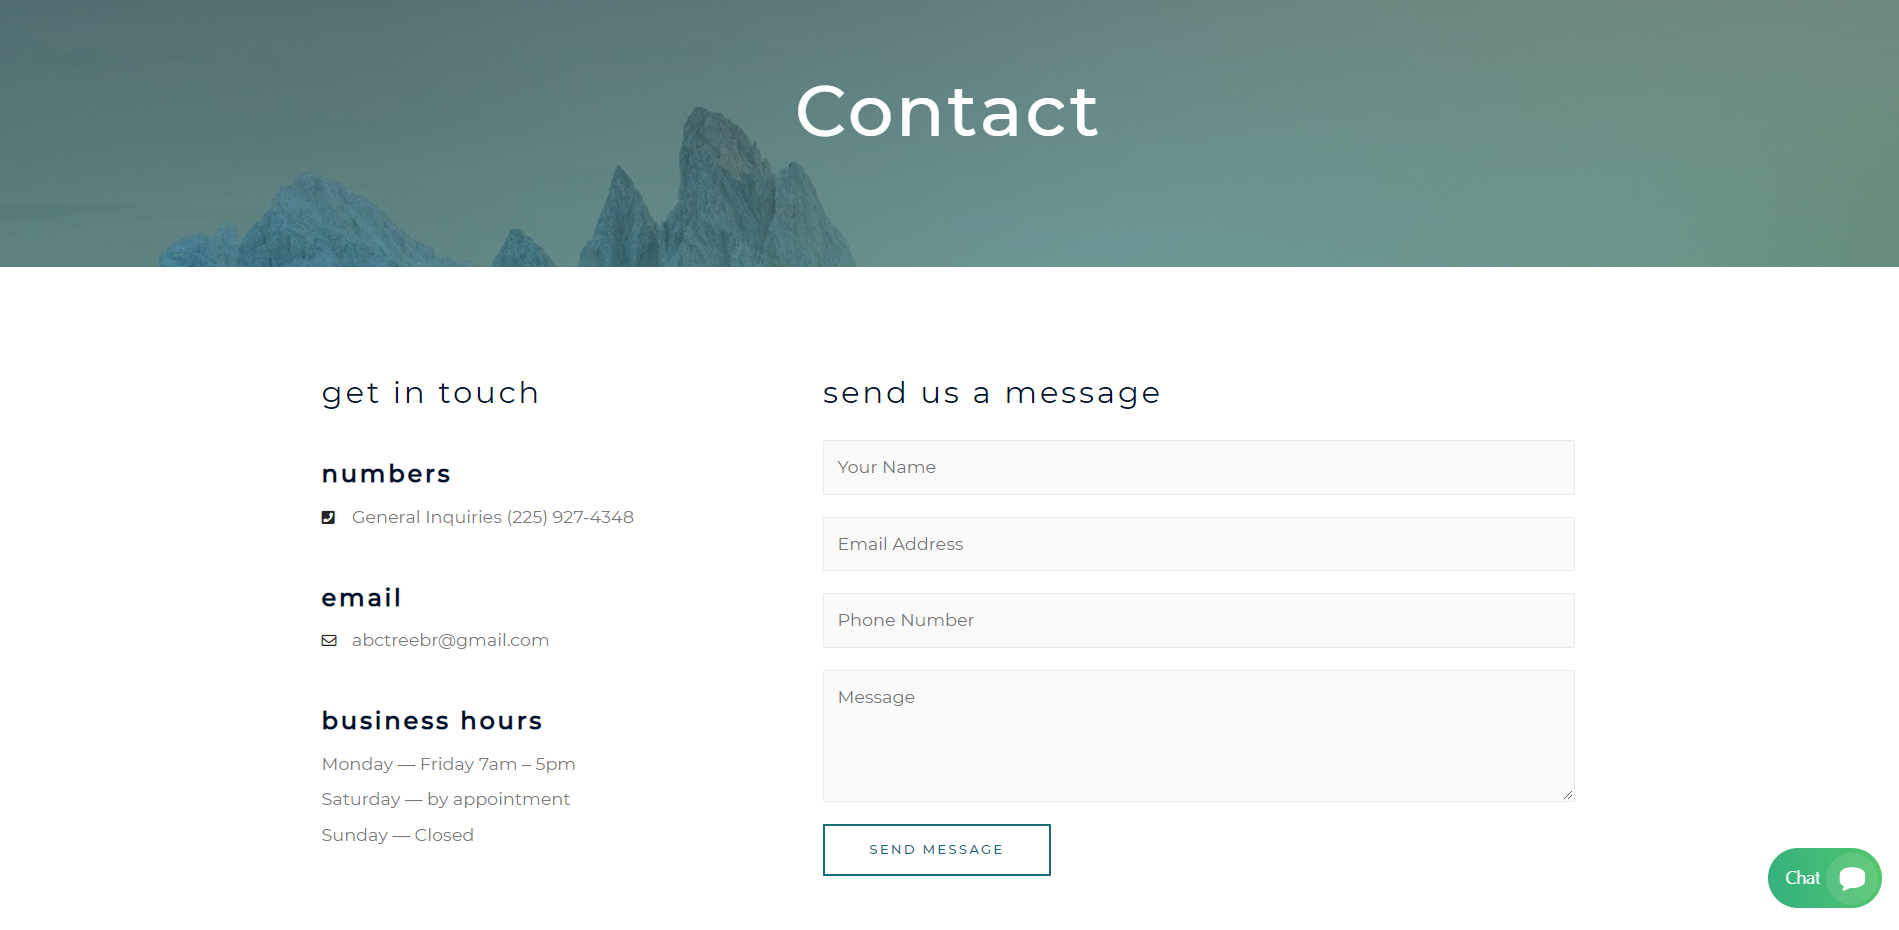 Contact
get in touch
numbers
General Inquiries (225) 927-4348
email
abctreebr@gmail.com
business hours
Monday — Friday 7am – 5pm
Saturday — by appointment
Sunday — Closed
send us a message
Your Name
Email Address
Phone Number
Message
SEND MESSAGE
Chat